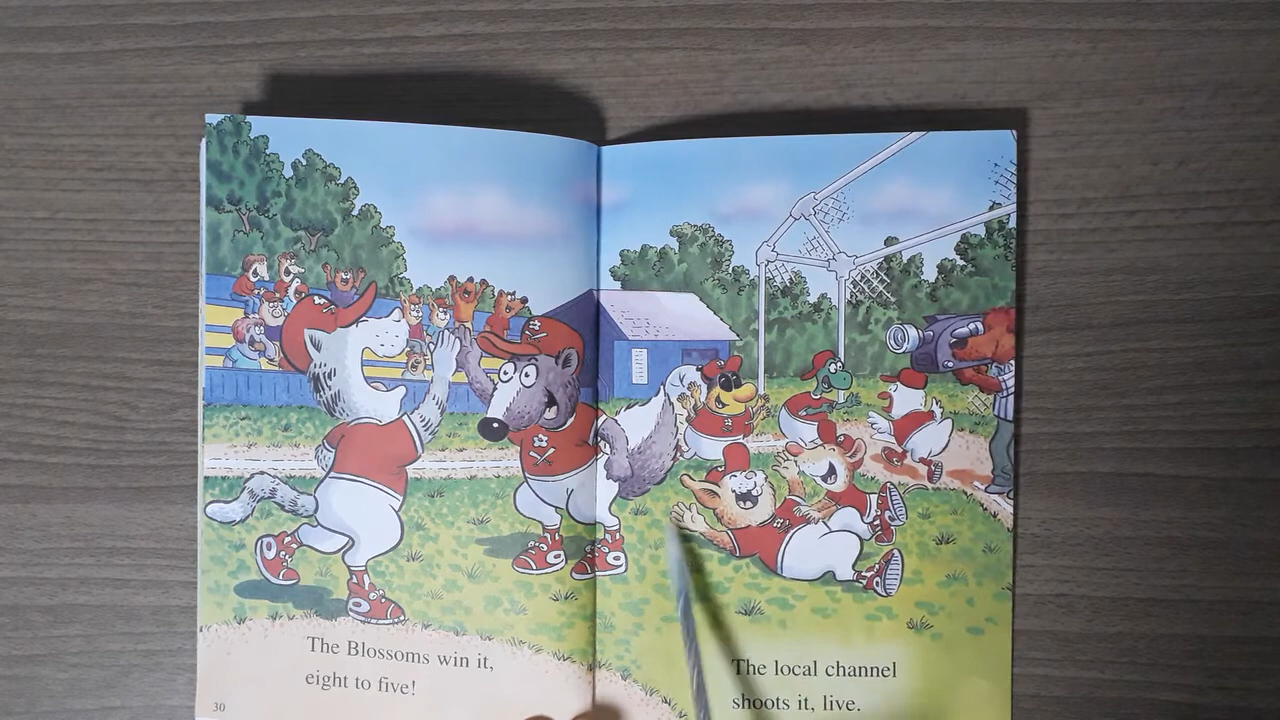 The Blossoms win it,
eight to five!
30
The local channel
shoots it, live.